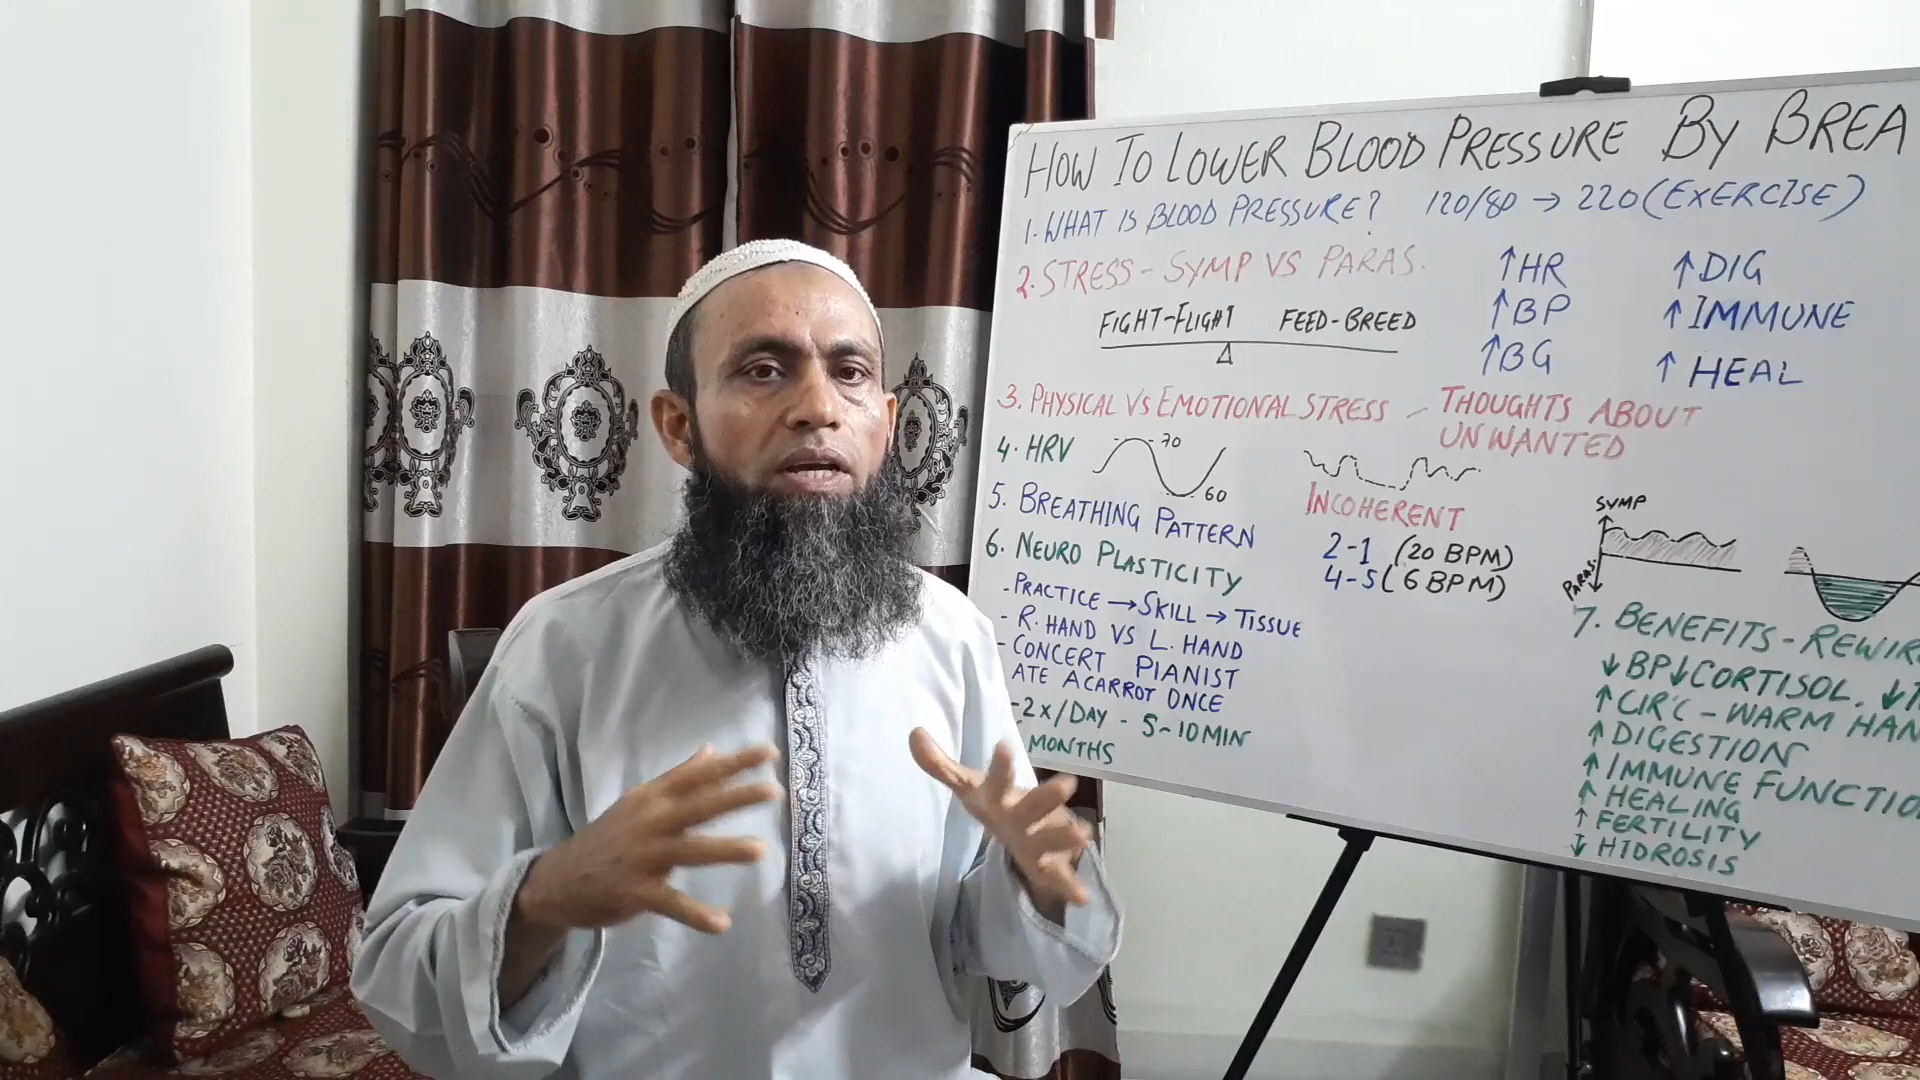 HOW TO LOWER BLOOD PRESSURE BY BREA
1. WHAT IS BLOOD PRESSURE? 120/80 → 220 (EXERCISE)
2. STRESS - SYMP VS PARAS.
FIGHT-FLIGHT FEED-BREED
Δ
↑HR ↑DIG
↑BP ↑IMMUNE
↑BG ↑HEAL
3. PHYSICAL VS EMOTIONAL STRESS - THOUGHTS ABOUT
UNWANTED
4. HRV
70
60
INCOHERENT
5. BREATHING PATTERN
2-1 (20 BPM)
4-5 (6 BPM)
SYMP
PARAS.
6. NEURO PLASTICITY
- PRACTICE → SKILL → TISSUE
- R. HAND VS L. HAND
- CONCERT PIANIST
ATE A CARROT ONCE
- 2x/DAY - 5-10 MIN
MONTHS
7. BENEFITS - REWIR
↓BP ↓CORTISOL. ↓
↑CIR'C - WARM HAN
↑DIGESTION
↑IMMUNE FUNCTIO
↑HEALING
↑FERTILITY
↓HIDROSIS